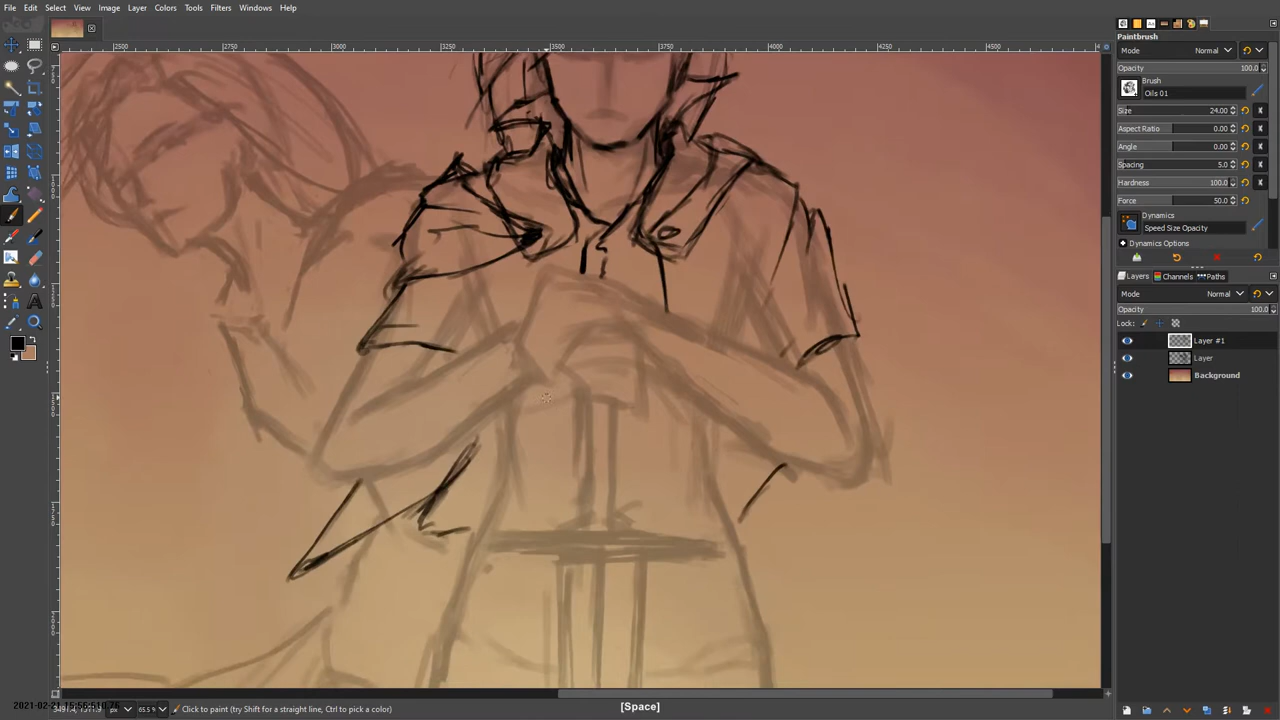 File Edit Select View Image Layer Colors Tools Filters Windows Help
2500 2750 3000 3250 3500 3750 4000 4250 4500
Paintbrush
Mode Normal
Opacity 100.0
Brush
Oils 01
Size 24.00
Aspect Ratio 0.00
Angle 0.00
Spacing 5.0
Hardness 100.0
Force 50.0
Dynamics
Speed Size Opacity
Dynamics Options
Layers Channels Paths
Mode Normal
Opacity 100.0
Lock:
Layer #1
Layer
Background
px 65.5 Click to paint (try Shift for a straight line, Ctrl to pick a color)
[Space]